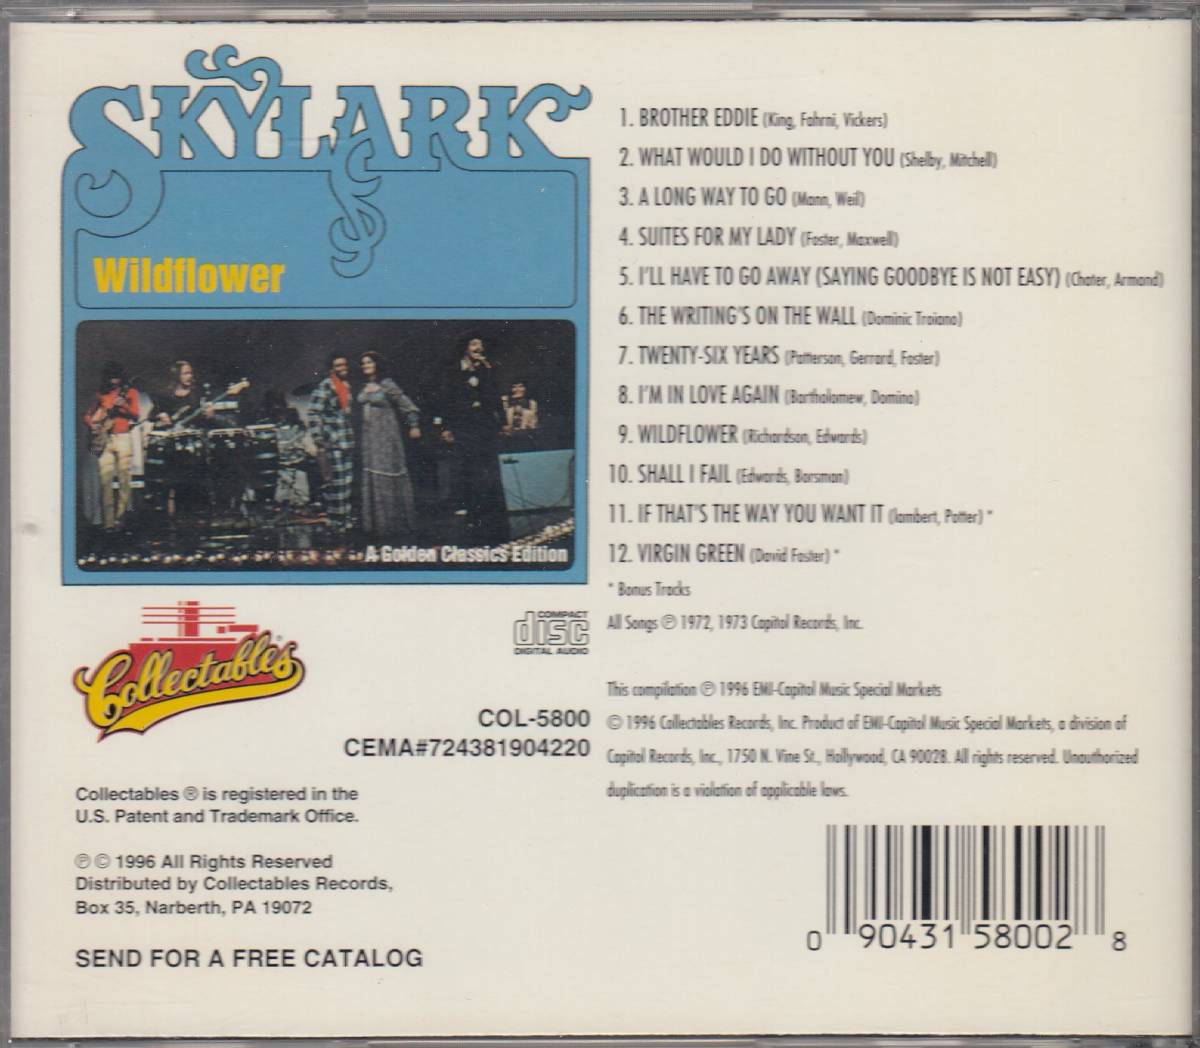 SKYLARK
Wildflower
A Golden Classics Edition
1. BROTHER EDDIE (King, Fahrni, Vickers)
2. WHAT WOULD I DO WITHOUT YOU (Shelby, Mitchell)
3. A LONG WAY TO GO (Mann, Weil)
4. SUITES FOR MY LADY (Foster, Maxwell)
5. I'LL HAVE TO GO AWAY (SAYING GOODBYE IS NOT EASY) (Chater, Armand)
6. THE WRITING'S ON THE WALL (Dominic Troiano)
7. TWENTY-SIX YEARS (Patterson, Gerrard, Foster)
8. I'M IN LOVE AGAIN (Bartholomew, Domino)
9. WILDFLOWER (Richardson, Edwards)
10. SHALL I FAIL (Edwards, Borsman)
11. IF THAT'S THE WAY YOU WANT IT (lambert, Potter) *
12. VIRGIN GREEN (David Foster) *
* Bonus Tracks
All Songs ℗ 1972, 1973 Capitol Records, Inc.
This compilation ℗ 1996 EMI-Capitol Music Special Markets
© 1996 Collectables Records, Inc. Product of EMI-Capitol Music Special Markets, a division of
Capitol Records, Inc., 1750 N. Vine St., Hollywood, CA 90028. All rights reserved. Unauthorized
duplication is a violation of applicable laws.
Collectables®
COMPACT
disc
DIGITAL AUDIO
COL-5800
CEMA#724381904220
Collectables ® is registered in the
U.S. Patent and Trademark Office.
℗ © 1996 All Rights Reserved
Distributed by Collectables Records,
Box 35, Narberth, PA 19072
SEND FOR A FREE CATALOG
0 90431 58002 8